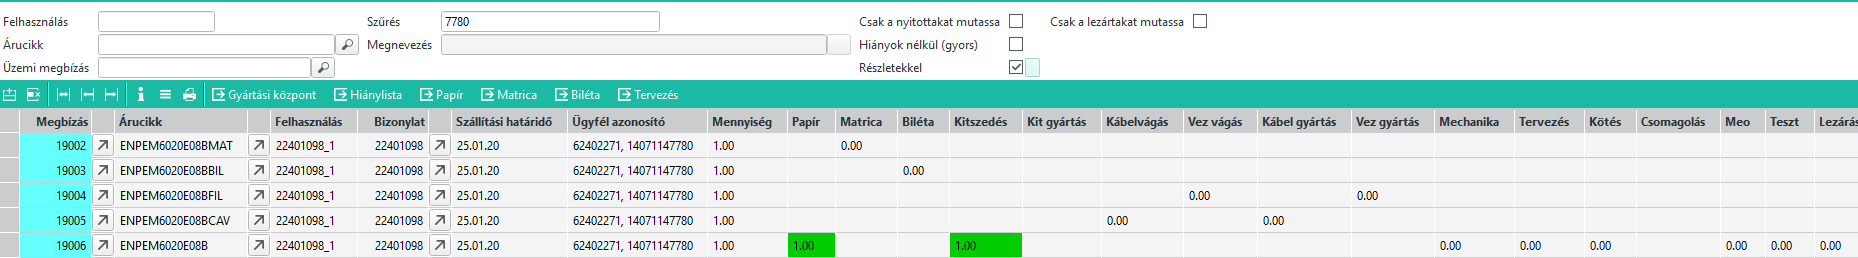 Felhasználás Szűrés 7780 Csak a nyitottakat mutassa Csak a lezártakat mutassa
Árucikk Megnevezés Hiányok nélkül (gyors)
Üzemi megbízás Részletekkel
Gyártási központ Hiánylista Papír Matrica Biléta Tervezés
Megbízás Árucikk Felhasználás Bizonylat Szállítási határidő Ügyfél azonosító Mennyiség Papír Matrica Biléta Kitszedés Kit gyártás Kábelvágás Vez vágás Kábel gyártás Vez gyártás Mechanika Tervezés Kötés Csomagolás Meo Teszt Lezárás
19002 ENPEM6020E08BMAT 22401098_1 22401098 25.01.20 62402271, 14071147780 1.00 0.00
19003 ENPEM6020E08BBIL 22401098_1 22401098 25.01.20 62402271, 14071147780 1.00 0.00
19004 ENPEM6020E08BFIL 22401098_1 22401098 25.01.20 62402271, 14071147780 1.00 0.00 0.00
19005 ENPEM6020E08BCAV 22401098_1 22401098 25.01.20 62402271, 14071147780 1.00 0.00 0.00
19006 ENPEM6020E08B 22401098_1 22401098 25.01.20 62402271, 14071147780 1.00 1.00 1.00 0.00 0.00 0.00 0.00 0.00 0.00